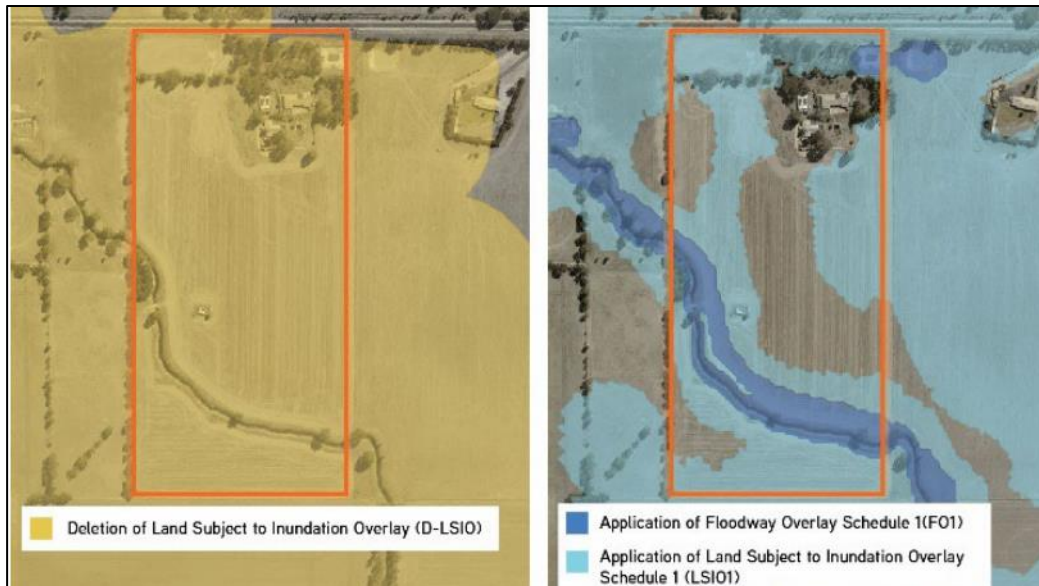 Deletion of Land Subject to Inundation Overlay (D-LSIO)
Application of Floodway Overlay Schedule 1(FO1)
Application of Land Subject to Inundation Overlay
Schedule 1 (LSIO1)